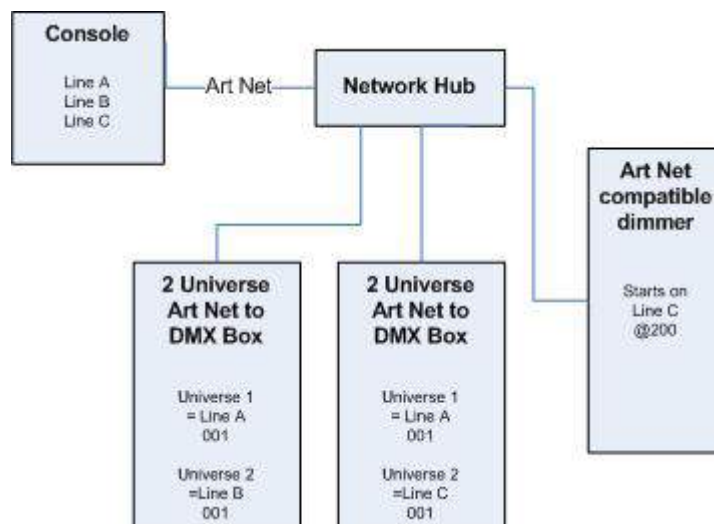 Console
Line A
Line B
Line C
Art Net
Network Hub
Art Net
compatible
dimmer
Starts on
Line C
@200
2 Universe
Art Net to
DMX Box
Universe 1
= Line A
001
Universe 2
=Line B
001
2 Universe
Art Net to
DMX Box
Universe 1
= Line A
001
Universe 2
=Line C
001